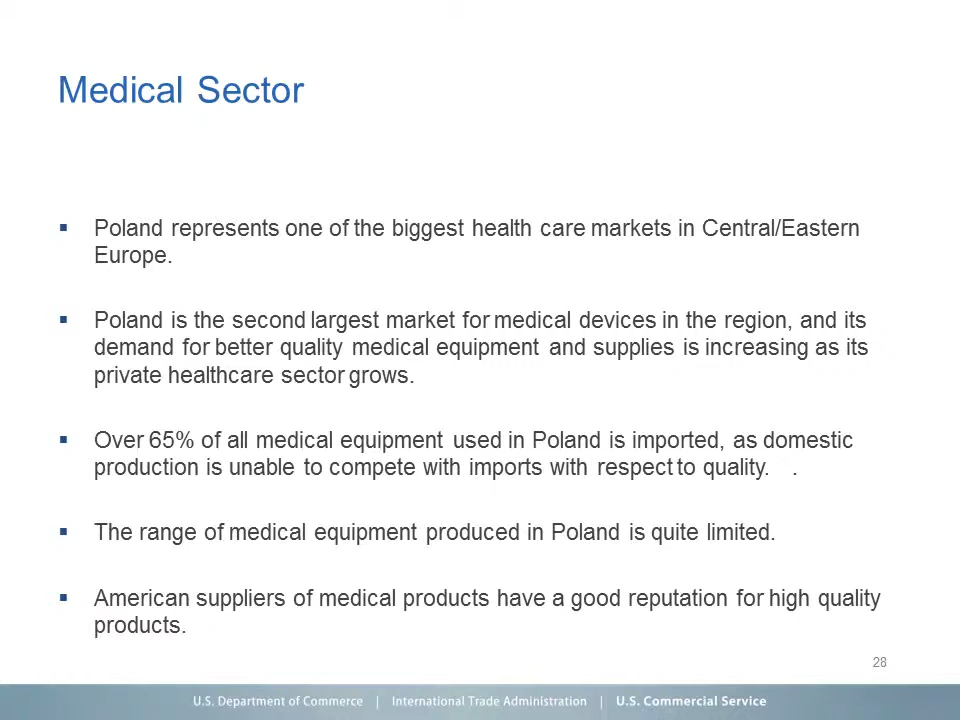 Medical Sector
▪ Poland represents one of the biggest health care markets in Central/Eastern
Europe.
▪ Poland is the second largest market for medical devices in the region, and its
demand for better quality medical equipment and supplies is increasing as its
private healthcare sector grows.
▪ Over 65% of all medical equipment used in Poland is imported, as domestic
production is unable to compete with imports with respect to quality. .
▪ The range of medical equipment produced in Poland is quite limited.
▪ American suppliers of medical products have a good reputation for high quality
products.
28
U.S. Department of Commerce | International Trade Administration | U.S. Commercial Service